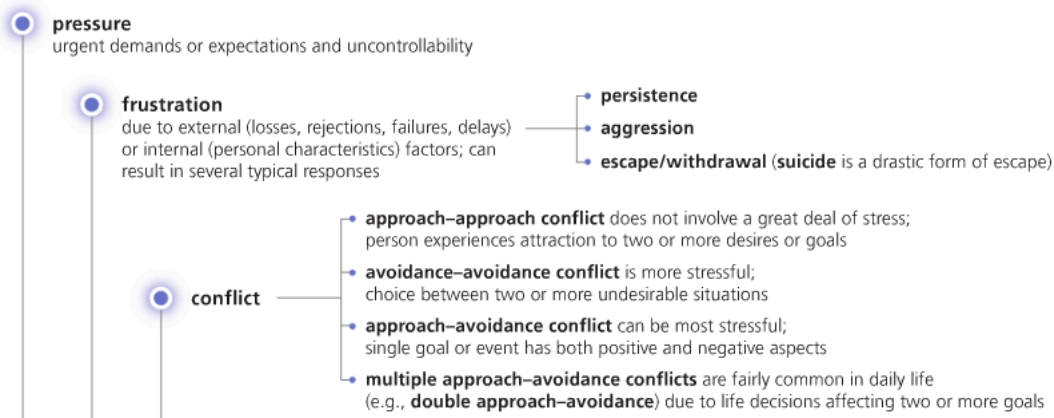 pressure
urgent demands or expectations and uncontrollability
frustration
due to external (losses, rejections, failures, delays)
or internal (personal characteristics) factors; can
result in several typical responses
persistence
aggression
escape/withdrawal (suicide is a drastic form of escape)
conflict
approach–approach conflict does not involve a great deal of stress;
person experiences attraction to two or more desires or goals
avoidance–avoidance conflict is more stressful;
choice between two or more undesirable situations
approach–avoidance conflict can be most stressful;
single goal or event has both positive and negative aspects
multiple approach–avoidance conflicts are fairly common in daily life
(e.g., double approach–avoidance) due to life decisions affecting two or more goals